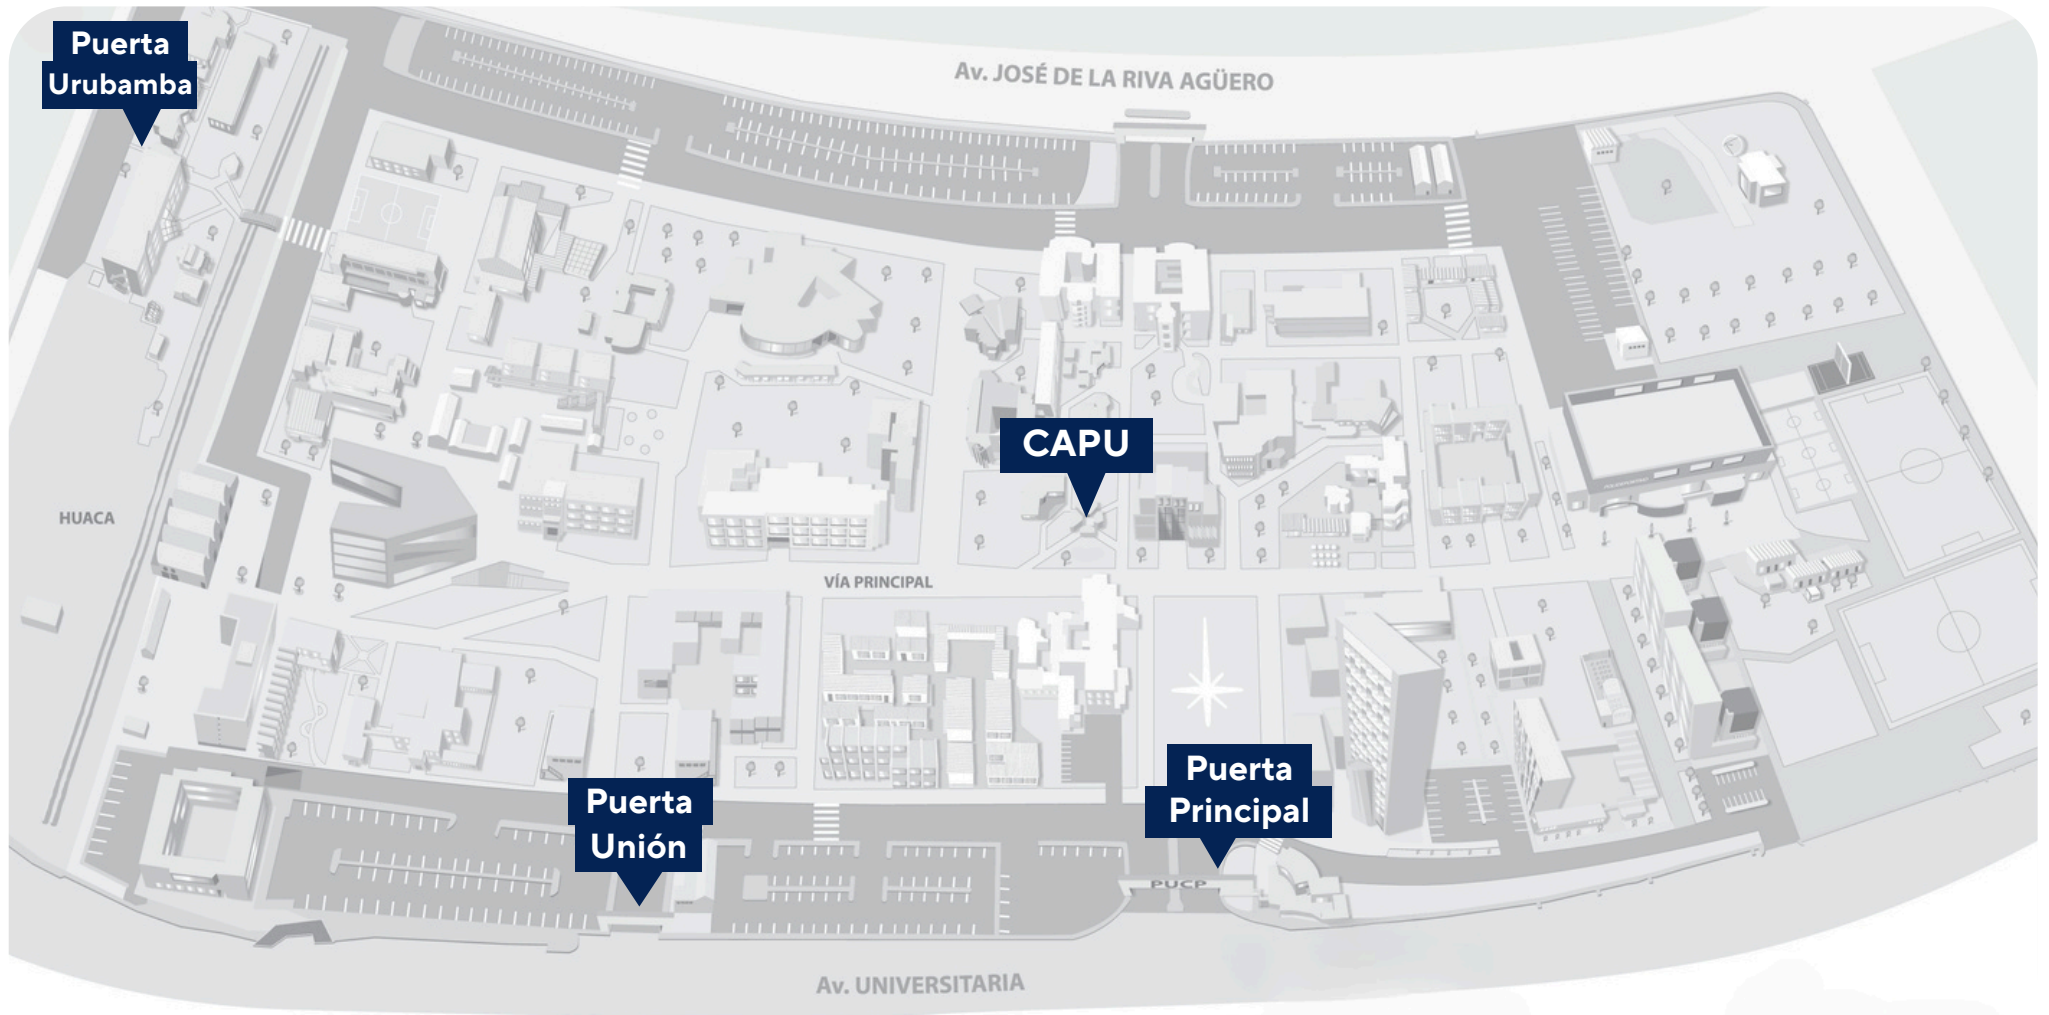 Puerta
Urubamba
Av. JOSÉ DE LA RIVA AGÜERO
CAPU
HUACA
VÍA PRINCIPAL
Puerta
Principal
Puerta
Unión
PUCP
Av. UNIVERSITARIA